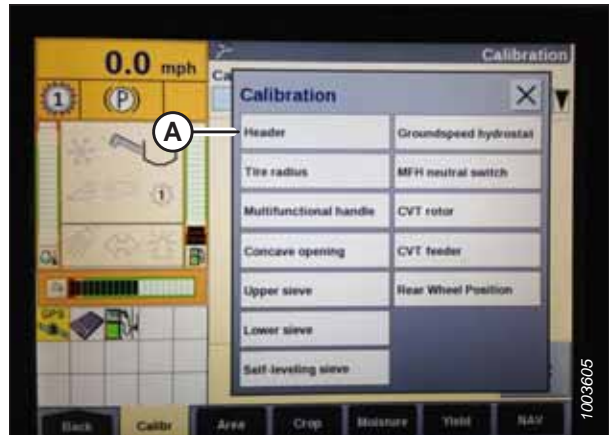 0.0 mph
Calibration
Ca
1
(P)
Calibration
X
A
Header
Groundspeed hydrostat
Tire radius
MFH neutral switch
1
Multifunctional handle
CVT rotor
Concave opening
CVT feeder
Upper sieve
Rear Wheel Position
Lower sieve
Self-leveling sieve
GPS
Back
Calibr
Area
Crop
Moisture
Yield
NAV
1003605